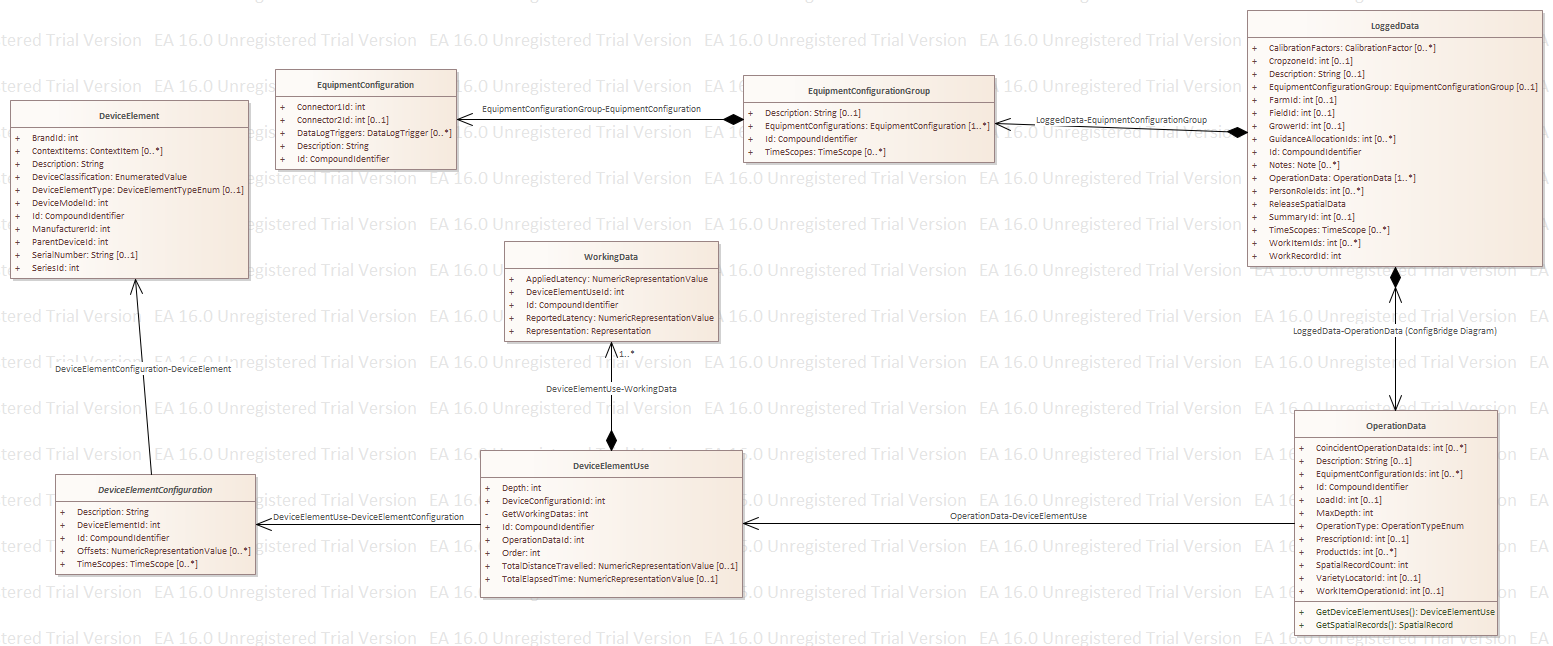 DeviceElement
+ BrandId: int
+ ContextItems: ContextItem [0..*]
+ Description: String
+ DeviceClassification: EnumeratedValue
+ DeviceElementType: DeviceElementTypeEnum [0..1]
+ DeviceModelId: int
+ Id: CompoundIdentifier
+ ManufacturerId: int
+ ParentDeviceId: int
+ SerialNumber: String [0..1]
+ SeriesId: int
EquipmentConfiguration
+ Connector1Id: int
+ Connector2Id: int [0..1]
+ DataLogTriggers: DataLogTrigger [0..*]
+ Description: String
+ Id: CompoundIdentifier
EquipmentConfigurationGroup-EquipmentConfiguration
EquipmentConfigurationGroup
+ Description: String [0..1]
+ EquipmentConfigurations: EquipmentConfiguration [1..*]
+ Id: CompoundIdentifier
+ TimeScopes: TimeScope [0..*]
LoggedData-EquipmentConfigurationGroup
LoggedData
+ CalibrationFactors: CalibrationFactor [0..*]
+ CropzoneId: int [0..1]
+ Description: String [0..1]
+ EquipmentConfigurationGroup: EquipmentConfigurationGroup [0..1]
+ FarmId: int [0..1]
+ FieldId: int [0..1]
+ GrowerId: int [0..1]
+ GuidanceAllocationIds: int [0..*]
+ Id: CompoundIdentifier
+ Notes: Note [0..*]
+ OperationData: OperationData [1..*]
+ PersonRoleIds: int [0..*]
+ ReleaseSpatialData
+ SummaryId: int [0..1]
+ TimeScopes: TimeScope [0..*]
+ WorkItemIds: int [0..*]
+ WorkRecordId: int
WorkingData
+ AppliedLatency: NumericRepresentationValue
+ DeviceElementUseId: int
+ Id: CompoundIdentifier
+ ReportedLatency: NumericRepresentationValue
+ Representation: Representation
1..*
LoggedData-OperationData (ConfigBridge Diagram)
DeviceElementConfiguration-DeviceElement
DeviceElementUse-WorkingData
DeviceElementConfiguration
+ Description: String
+ DeviceElementId: int
+ Id: CompoundIdentifier
+ Offsets: NumericRepresentationValue [0..*]
+ TimeScopes: TimeScope [0..*]
DeviceElementUse-DeviceElementConfiguration
DeviceElementUse
+ Depth: int
+ DeviceConfigurationId: int
- GetWorkingDatas: int
+ Id: CompoundIdentifier
+ OperationDataId: int
+ Order: int
+ TotalDistanceTravelled: NumericRepresentationValue [0..1]
+ TotalElapsedTime: NumericRepresentationValue [0..1]
OperationData-DeviceElementUse
OperationData
+ CoincidentOperationDataIds: int [0..*]
+ Description: String [0..1]
+ EquipmentConfigurationIds: int [0..*]
+ Id: CompoundIdentifier
+ LoadId: int [0..1]
+ MaxDepth: int
+ OperationType: OperationTypeEnum
+ PrescriptionId: int [0..1]
+ ProductIds: int [0..*]
+ SpatialRecordCount: int
+ VarietyLocatorId: int [0..1]
+ WorkItemOperationId: int [0..1]
+ GetDeviceElementUses(): DeviceElementUse
+ GetSpatialRecords(): SpatialRecord
EA 16.0 Unregistered Trial Version